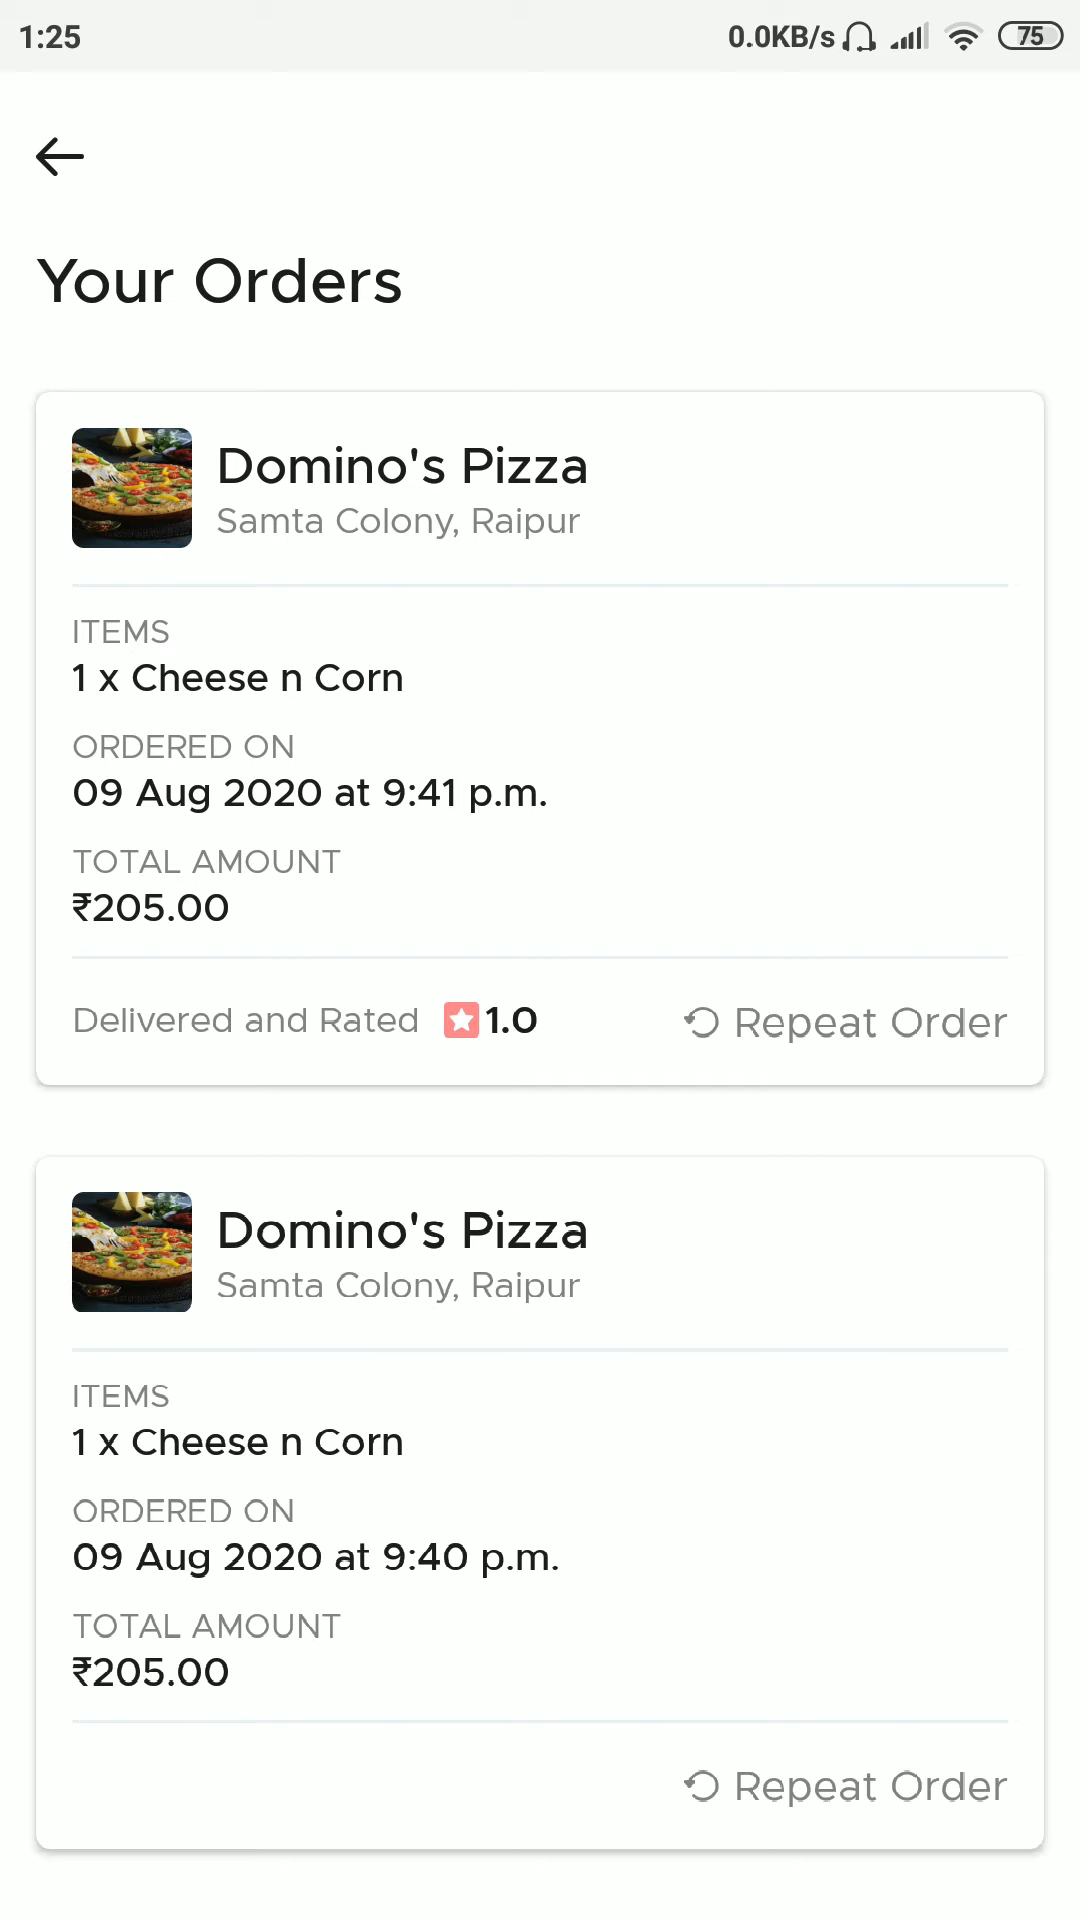 1:25
0.0KB/s
75
Your Orders
Domino's Pizza
Samta Colony, Raipur
ITEMS
1 x Cheese n Corn
ORDERED ON
09 Aug 2020 at 9:41 p.m.
TOTAL AMOUNT
₹205.00
Delivered and Rated 1.0
Repeat Order
Domino's Pizza
Samta Colony, Raipur
ITEMS
1 x Cheese n Corn
ORDERED ON
09 Aug 2020 at 9:40 p.m.
TOTAL AMOUNT
₹205.00
Repeat Order